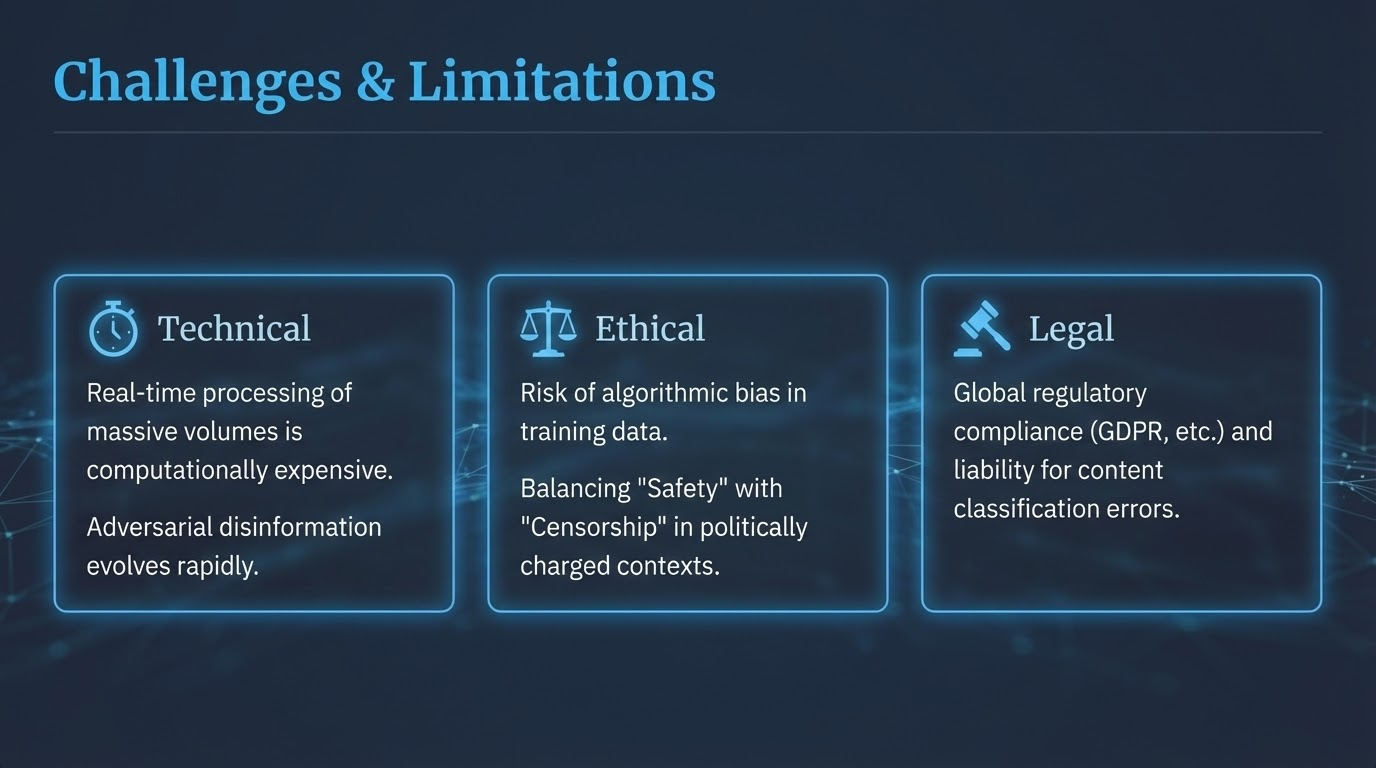 Challenges & Limitations
Technical
Real-time processing of
massive volumes is
computationally expensive.
Adversarial disinformation
evolves rapidly.
Ethical
Risk of algorithmic bias in
training data.
Balancing "Safety" with
"Censorship" in politically
charged contexts.
Legal
Global regulatory
compliance (GDPR, etc.) and
liability for content
classification errors.